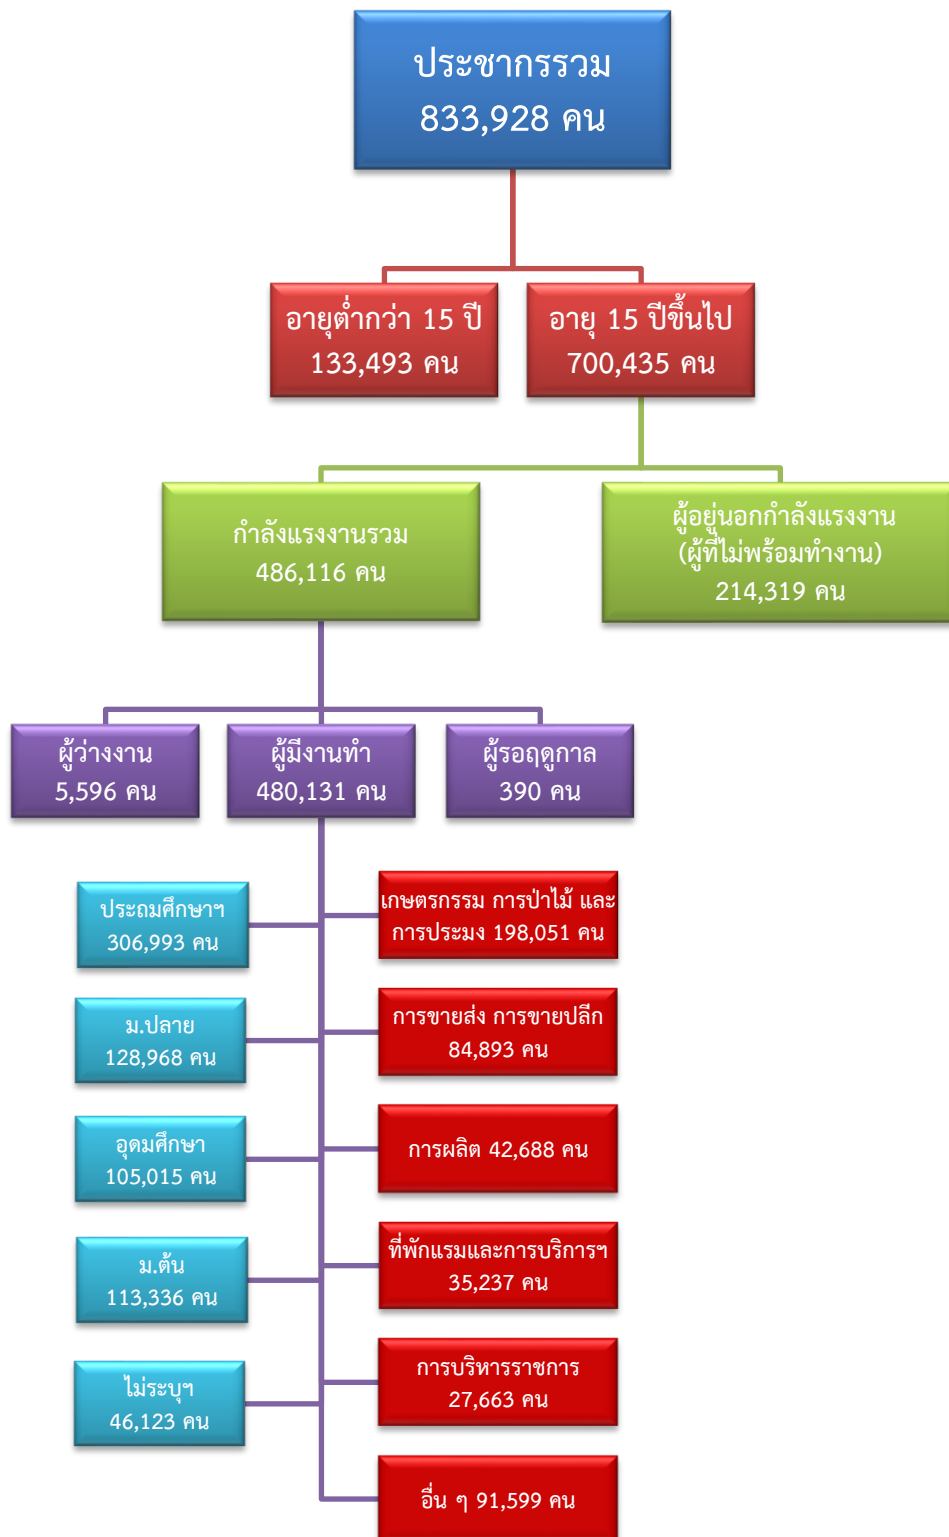 ประชากรรวม
833,928 คน
อายุต่ำกว่า 15 ปี
133,493 คน
อายุ 15 ปีขึ้นไป
700,435 คน
กำลังแรงงานรวม
486,116 คน
ผู้อยู่นอกกำลังแรงงาน
(ผู้ที่ไม่พร้อมทำงาน)
214,319 คน
ผู้ว่างงาน
5,596 คน
ผู้มีงานทำ
480,131 คน
ผู้รอฤดูกาล
390 คน
ประถมศึกษาฯ
306,993 คน
ม.ปลาย
128,968 คน
อุดมศึกษา
105,015 คน
ม.ต้น
113,336 คน
ไม่ระบุฯ
46,123 คน
เกษตรกรรม การป่าไม้ และ
การประมง 198,051 คน
การขายส่ง การขายปลีก
84,893 คน
การผลิต 42,688 คน
ที่พักแรมและการบริการฯ
35,237 คน
การบริหารราชการ
27,663 คน
อื่น ๆ 91,599 คน